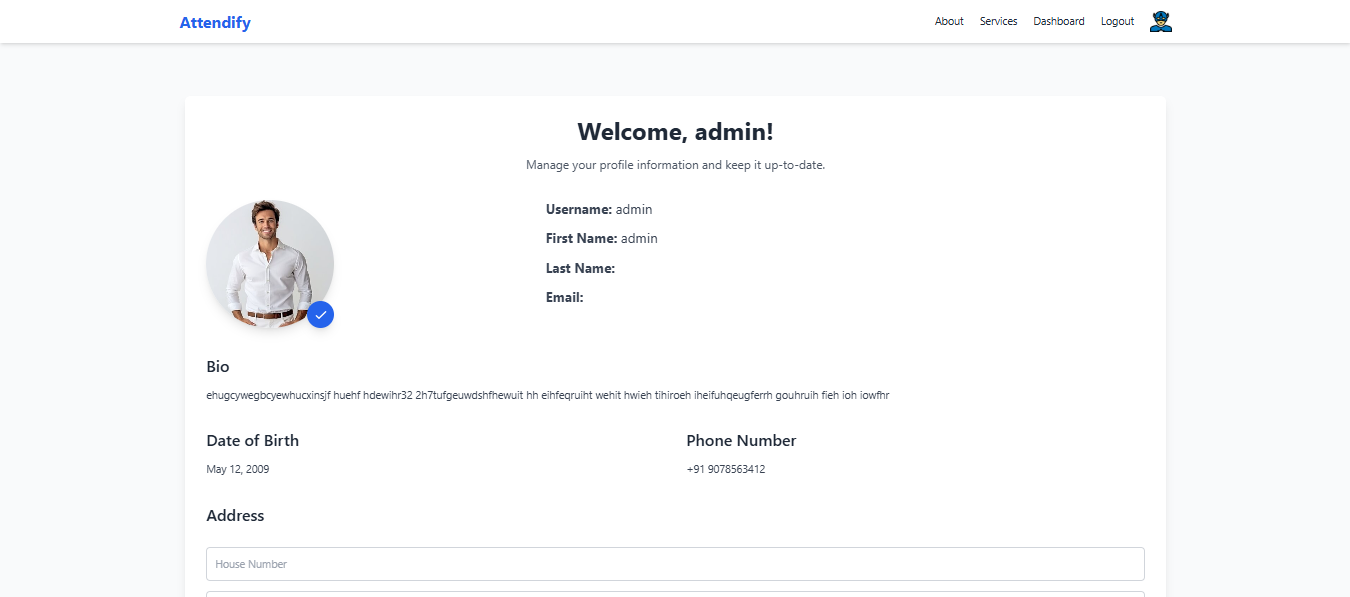 Attendify
About Services Dashboard Logout
Welcome, admin!
Manage your profile information and keep it up-to-date.
Username: admin
First Name: admin
Last Name:
Email:
Bio
ehugcywegbcyewhucxinsjf huehf hdewihr32 2h7tufgeuwdshfhewuit hh eihfeqruiht wehit hwieh tihiroeh iheifuhqeugferrh gouhruih fieh ioh iowfhr
Date of Birth
Phone Number
May 12, 2009
+91 9078563412
Address
House Number